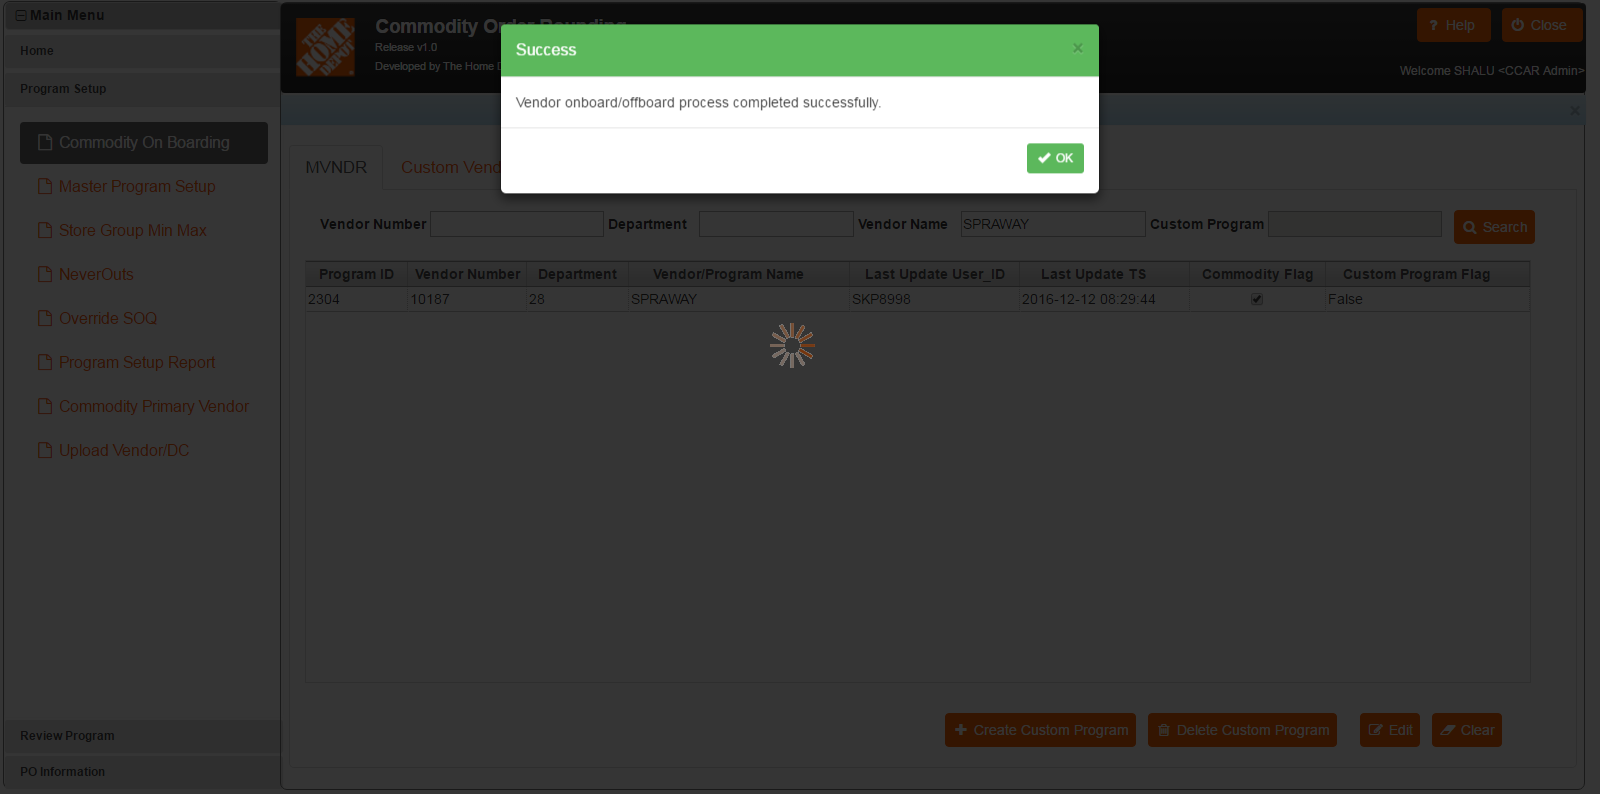 Main Menu
Home
Program Setup
Commodity On Boarding
Master Program Setup
Store Group Min Max
NeverOuts
Override SOQ
Program Setup Report
Commodity Primary Vendor
Upload Vendor/DC
Review Program
PO Information
THE HOME DEPOT
Commodity Order Rounding
Release v1.0
Developed by The Home D
? Help
Close
Welcome SHALU <CCAR Admin>
×
Success
×
Vendor onboard/offboard process completed successfully.
OK
MVNDR
Custom Vend
Vendor Number Department Vendor Name SPRAWAY Custom Program Search
Program ID Vendor Number Department Vendor/Program Name Last Update User_ID Last Update TS Commodity Flag Custom Program Flag
2304 10187 28 SPRAWAY SKP8998 2016-12-12 08:29:44 False
Create Custom Program Delete Custom Program Edit Clear